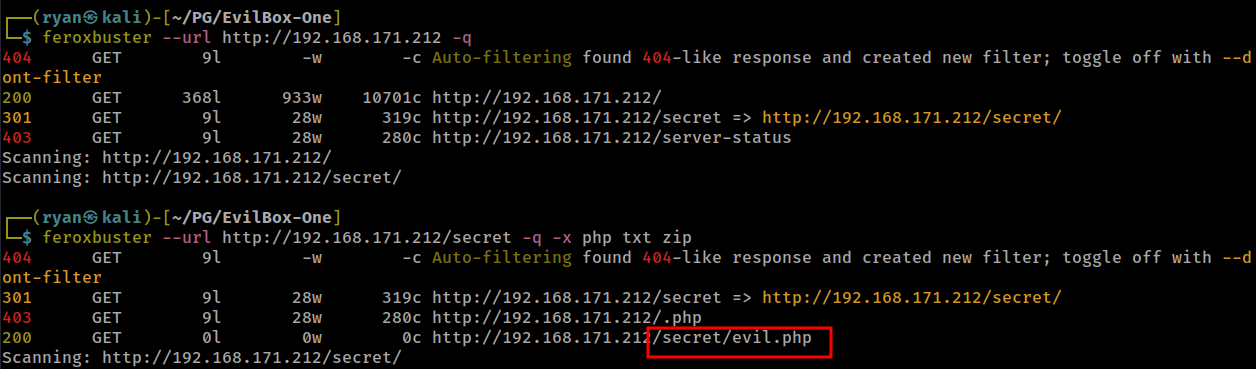 ┌──(ryan㉿kali)-[~/PG/EvilBox-One]
└─$ feroxbuster --url http://192.168.171.212 -q
404      GET        9l        -w        -c Auto-filtering found 404-like response and created new filter; toggle off with --d
ont-filter
200      GET      368l      933w    10701c http://192.168.171.212/
301      GET        9l       28w      319c http://192.168.171.212/secret => http://192.168.171.212/secret/
403      GET        9l       28w      280c http://192.168.171.212/server-status
Scanning: http://192.168.171.212/
Scanning: http://192.168.171.212/secret/
┌──(ryan㉿kali)-[~/PG/EvilBox-One]
└─$ feroxbuster --url http://192.168.171.212/secret -q -x php txt zip
404      GET        9l        -w        -c Auto-filtering found 404-like response and created new filter; toggle off with --d
ont-filter
301      GET        9l       28w      319c http://192.168.171.212/secret => http://192.168.171.212/secret/
403      GET        9l       28w      280c http://192.168.171.212/.php
200      GET        0l        0w        0c http://192.168.171.212/secret/evil.php
Scanning: http://192.168.171.212/secret/